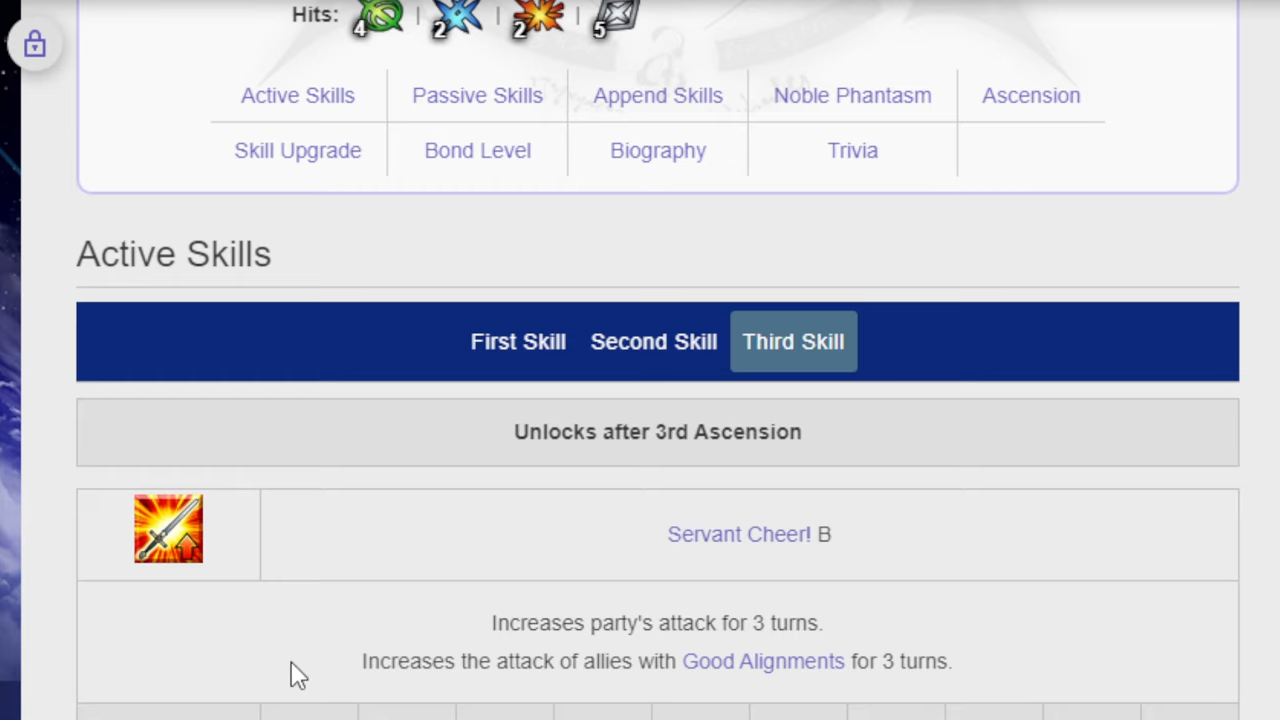 Hits: 4 | 2 | 2 | 5
Active Skills Passive Skills Append Skills Noble Phantasm Ascension
Skill Upgrade Bond Level Biography Trivia
Active Skills
First Skill Second Skill Third Skill
Unlocks after 3rd Ascension
Servant Cheer! B
Increases party's attack for 3 turns.
Increases the attack of allies with Good Alignments for 3 turns.